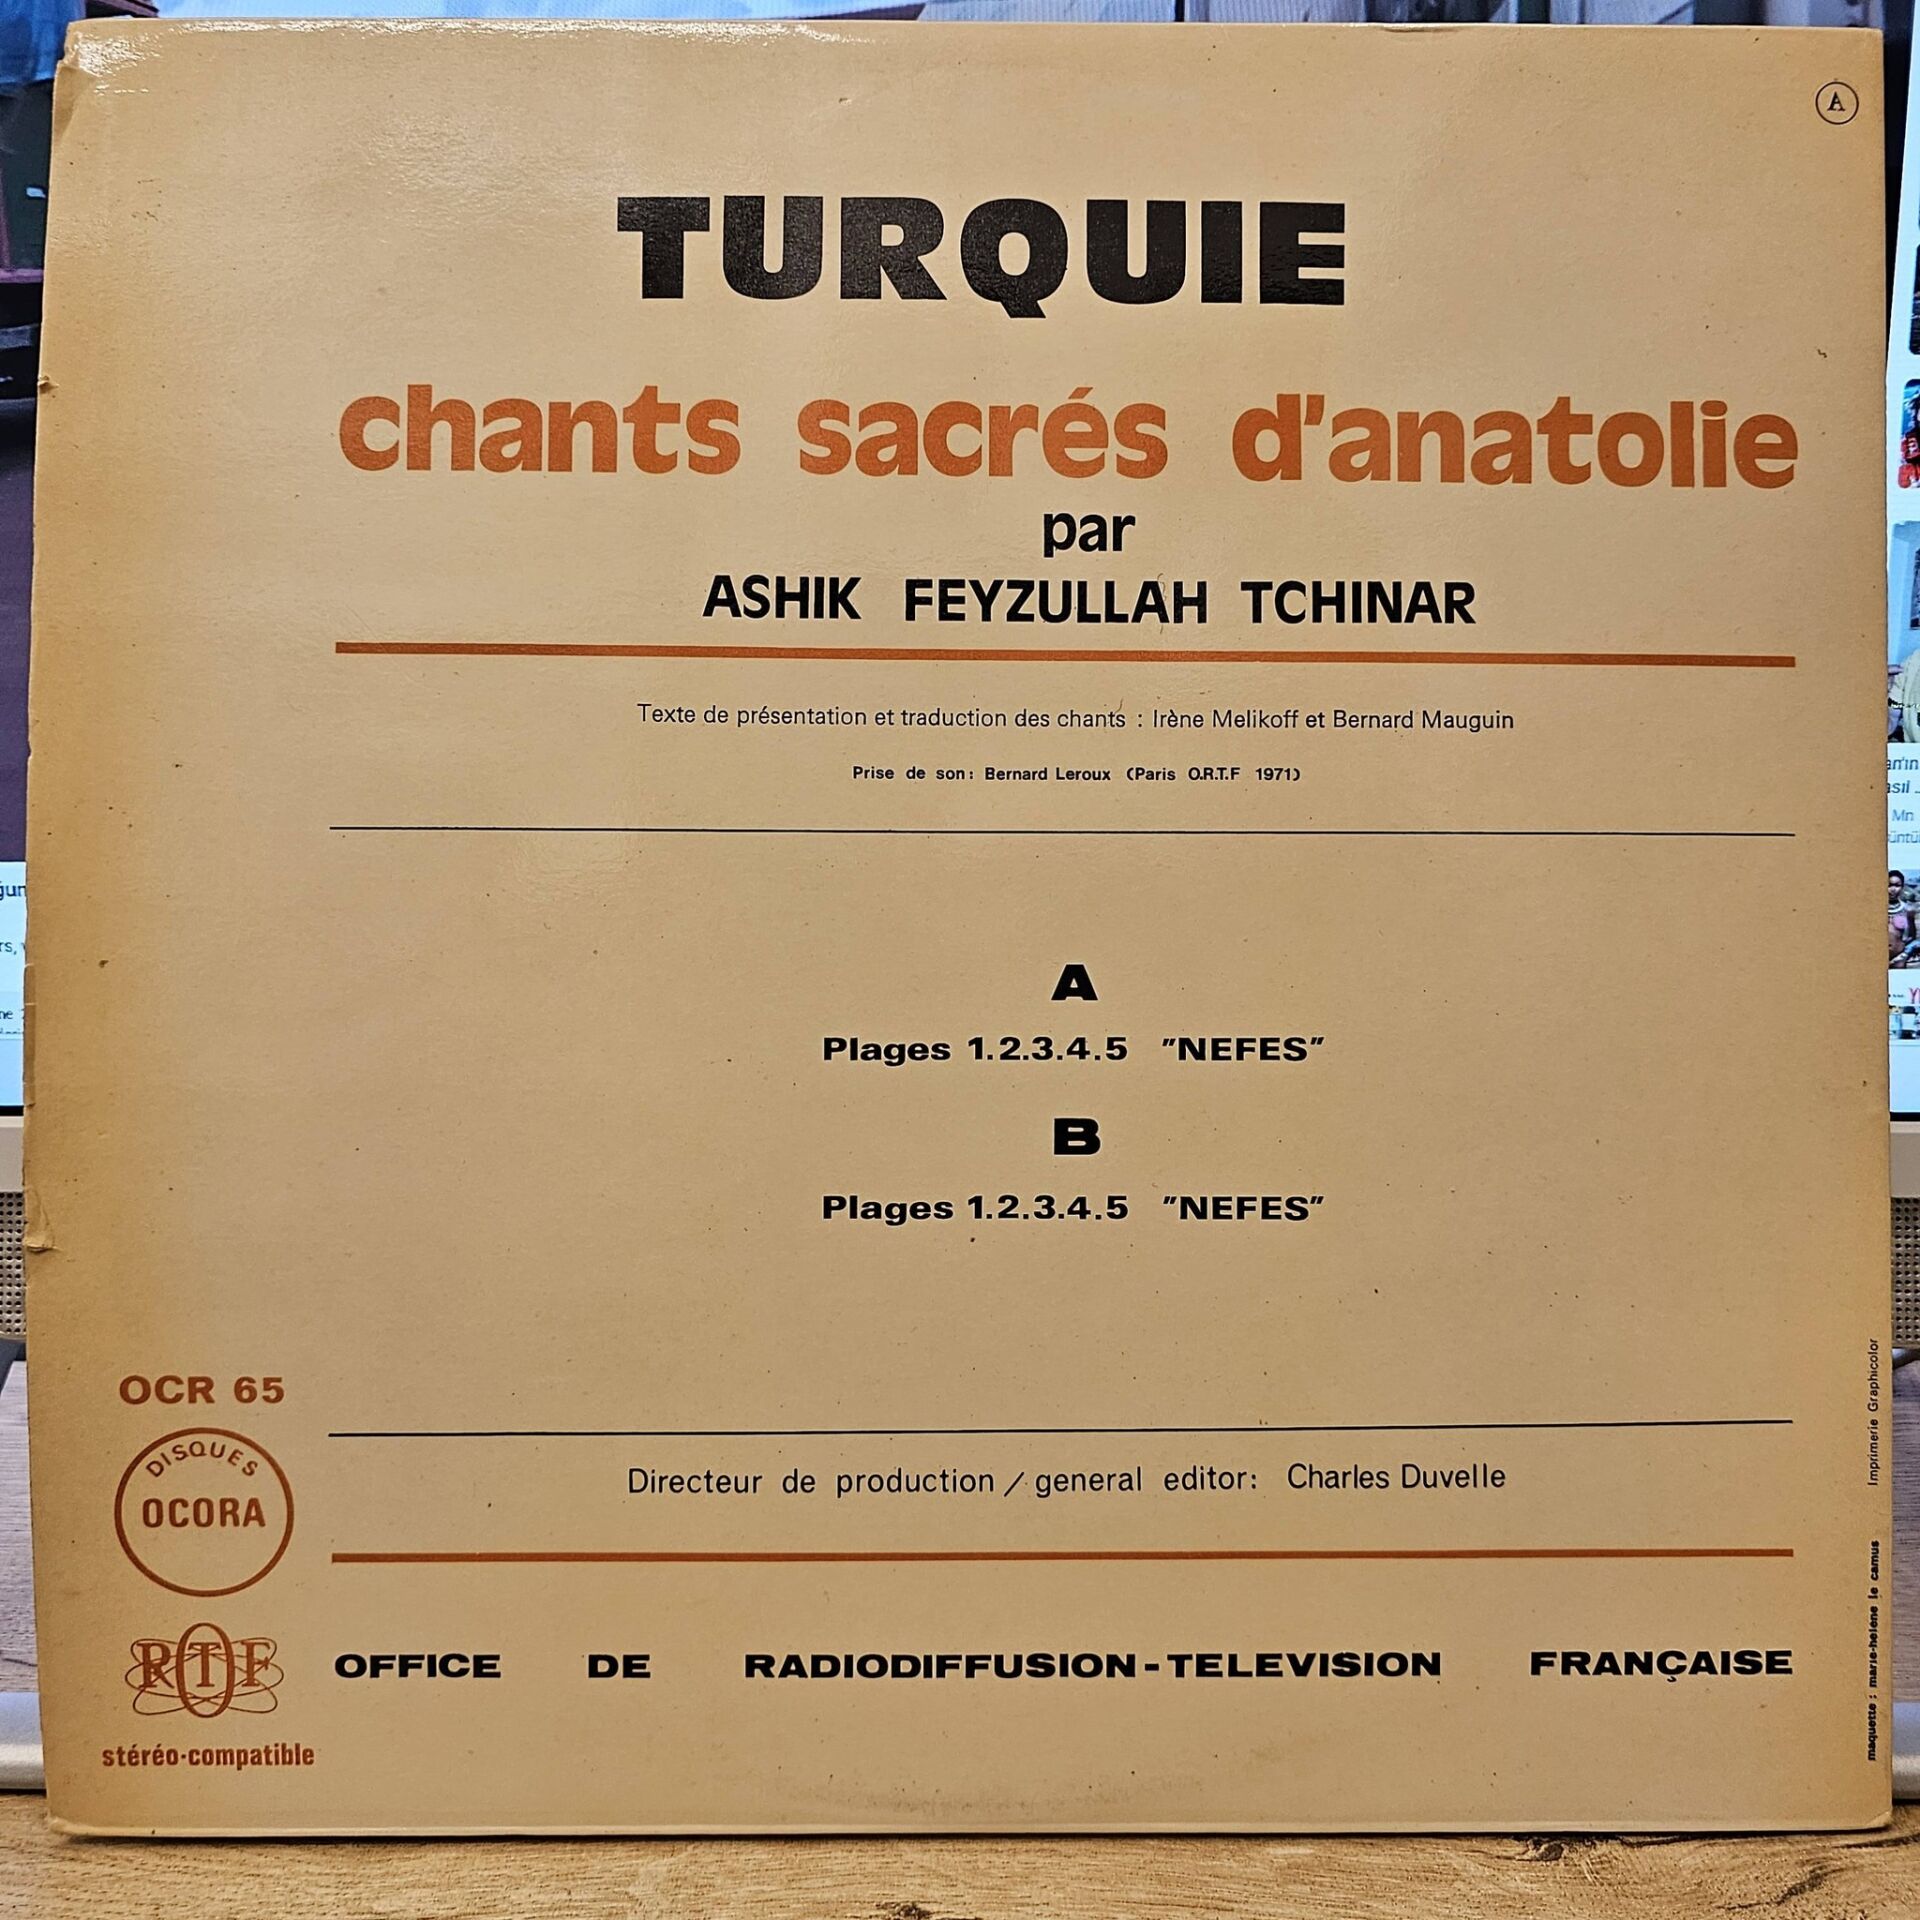 A
TURQUIE
chants sacrés d'anatolie
par
ASHIK FEYZULLAH TCHINAR
Texte de présentation et traduction des chants : Irène Melikoff et Bernard Mauguin
Prise de son: Bernard Leroux (Paris O.R.T.F 1971)
A
Plages 1.2.3.4.5 "NEFES"
B
Plages 1.2.3.4.5 "NEFES"
OCR 65
DISQUES
OCORA
Directeur de production / general editor: Charles Duvelle
ORTF
OFFICE DE RADIODIFFUSION-TELEVISION FRANÇAISE
stéréo-compatible
Imprimerie Graphicolor
maquette : marie-helene le camus